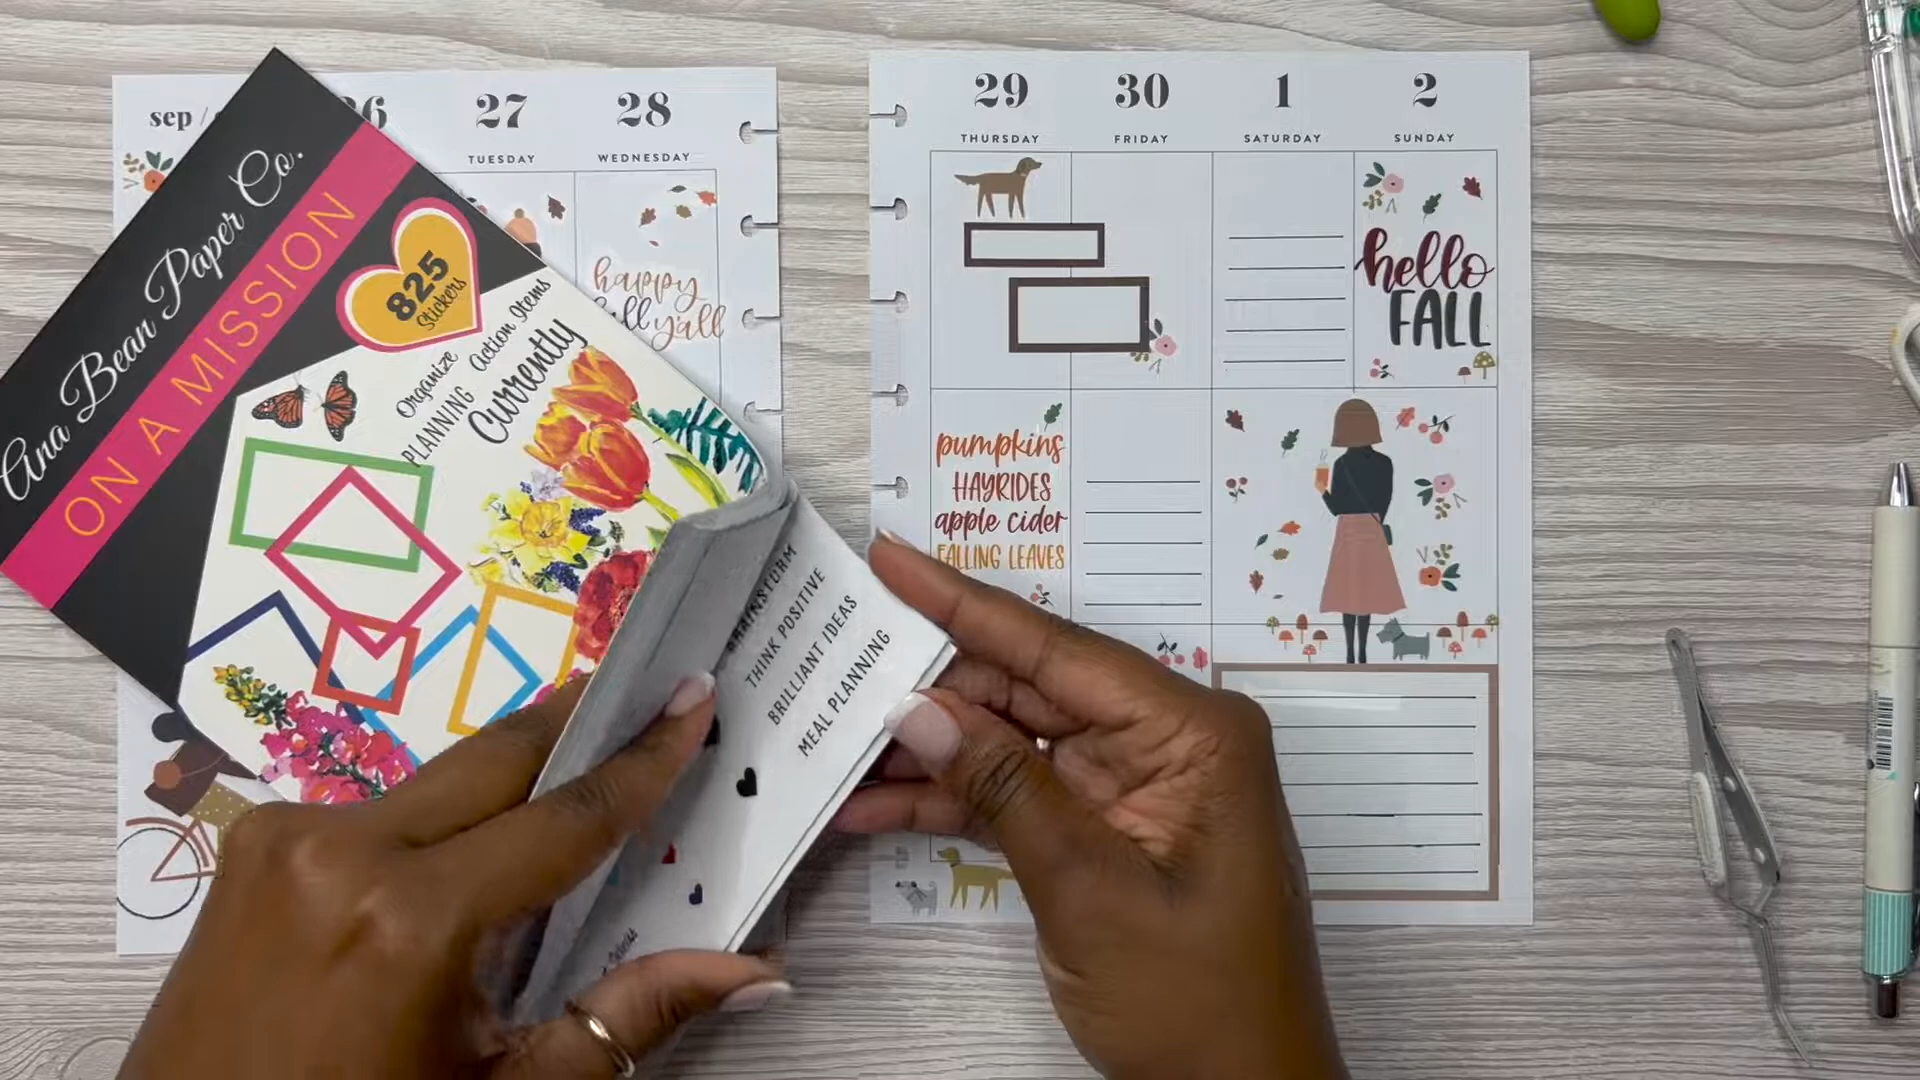 sep /
26
27
28
TUESDAY
WEDNESDAY
happy
fall y'all
Ana Bean Paper Co.
ON A MISSION
825
Stickers
Organize
Action Items
PLANNING
Currently
BRAINSTORM
THINK POSITIVE
BRILLIANT IDEAS
MEAL PLANNING
29
30
1
2
THURSDAY
FRIDAY
SATURDAY
SUNDAY
hello
FALL
pumpkins
HAYRIDES
apple cider
FALLING LEAVES